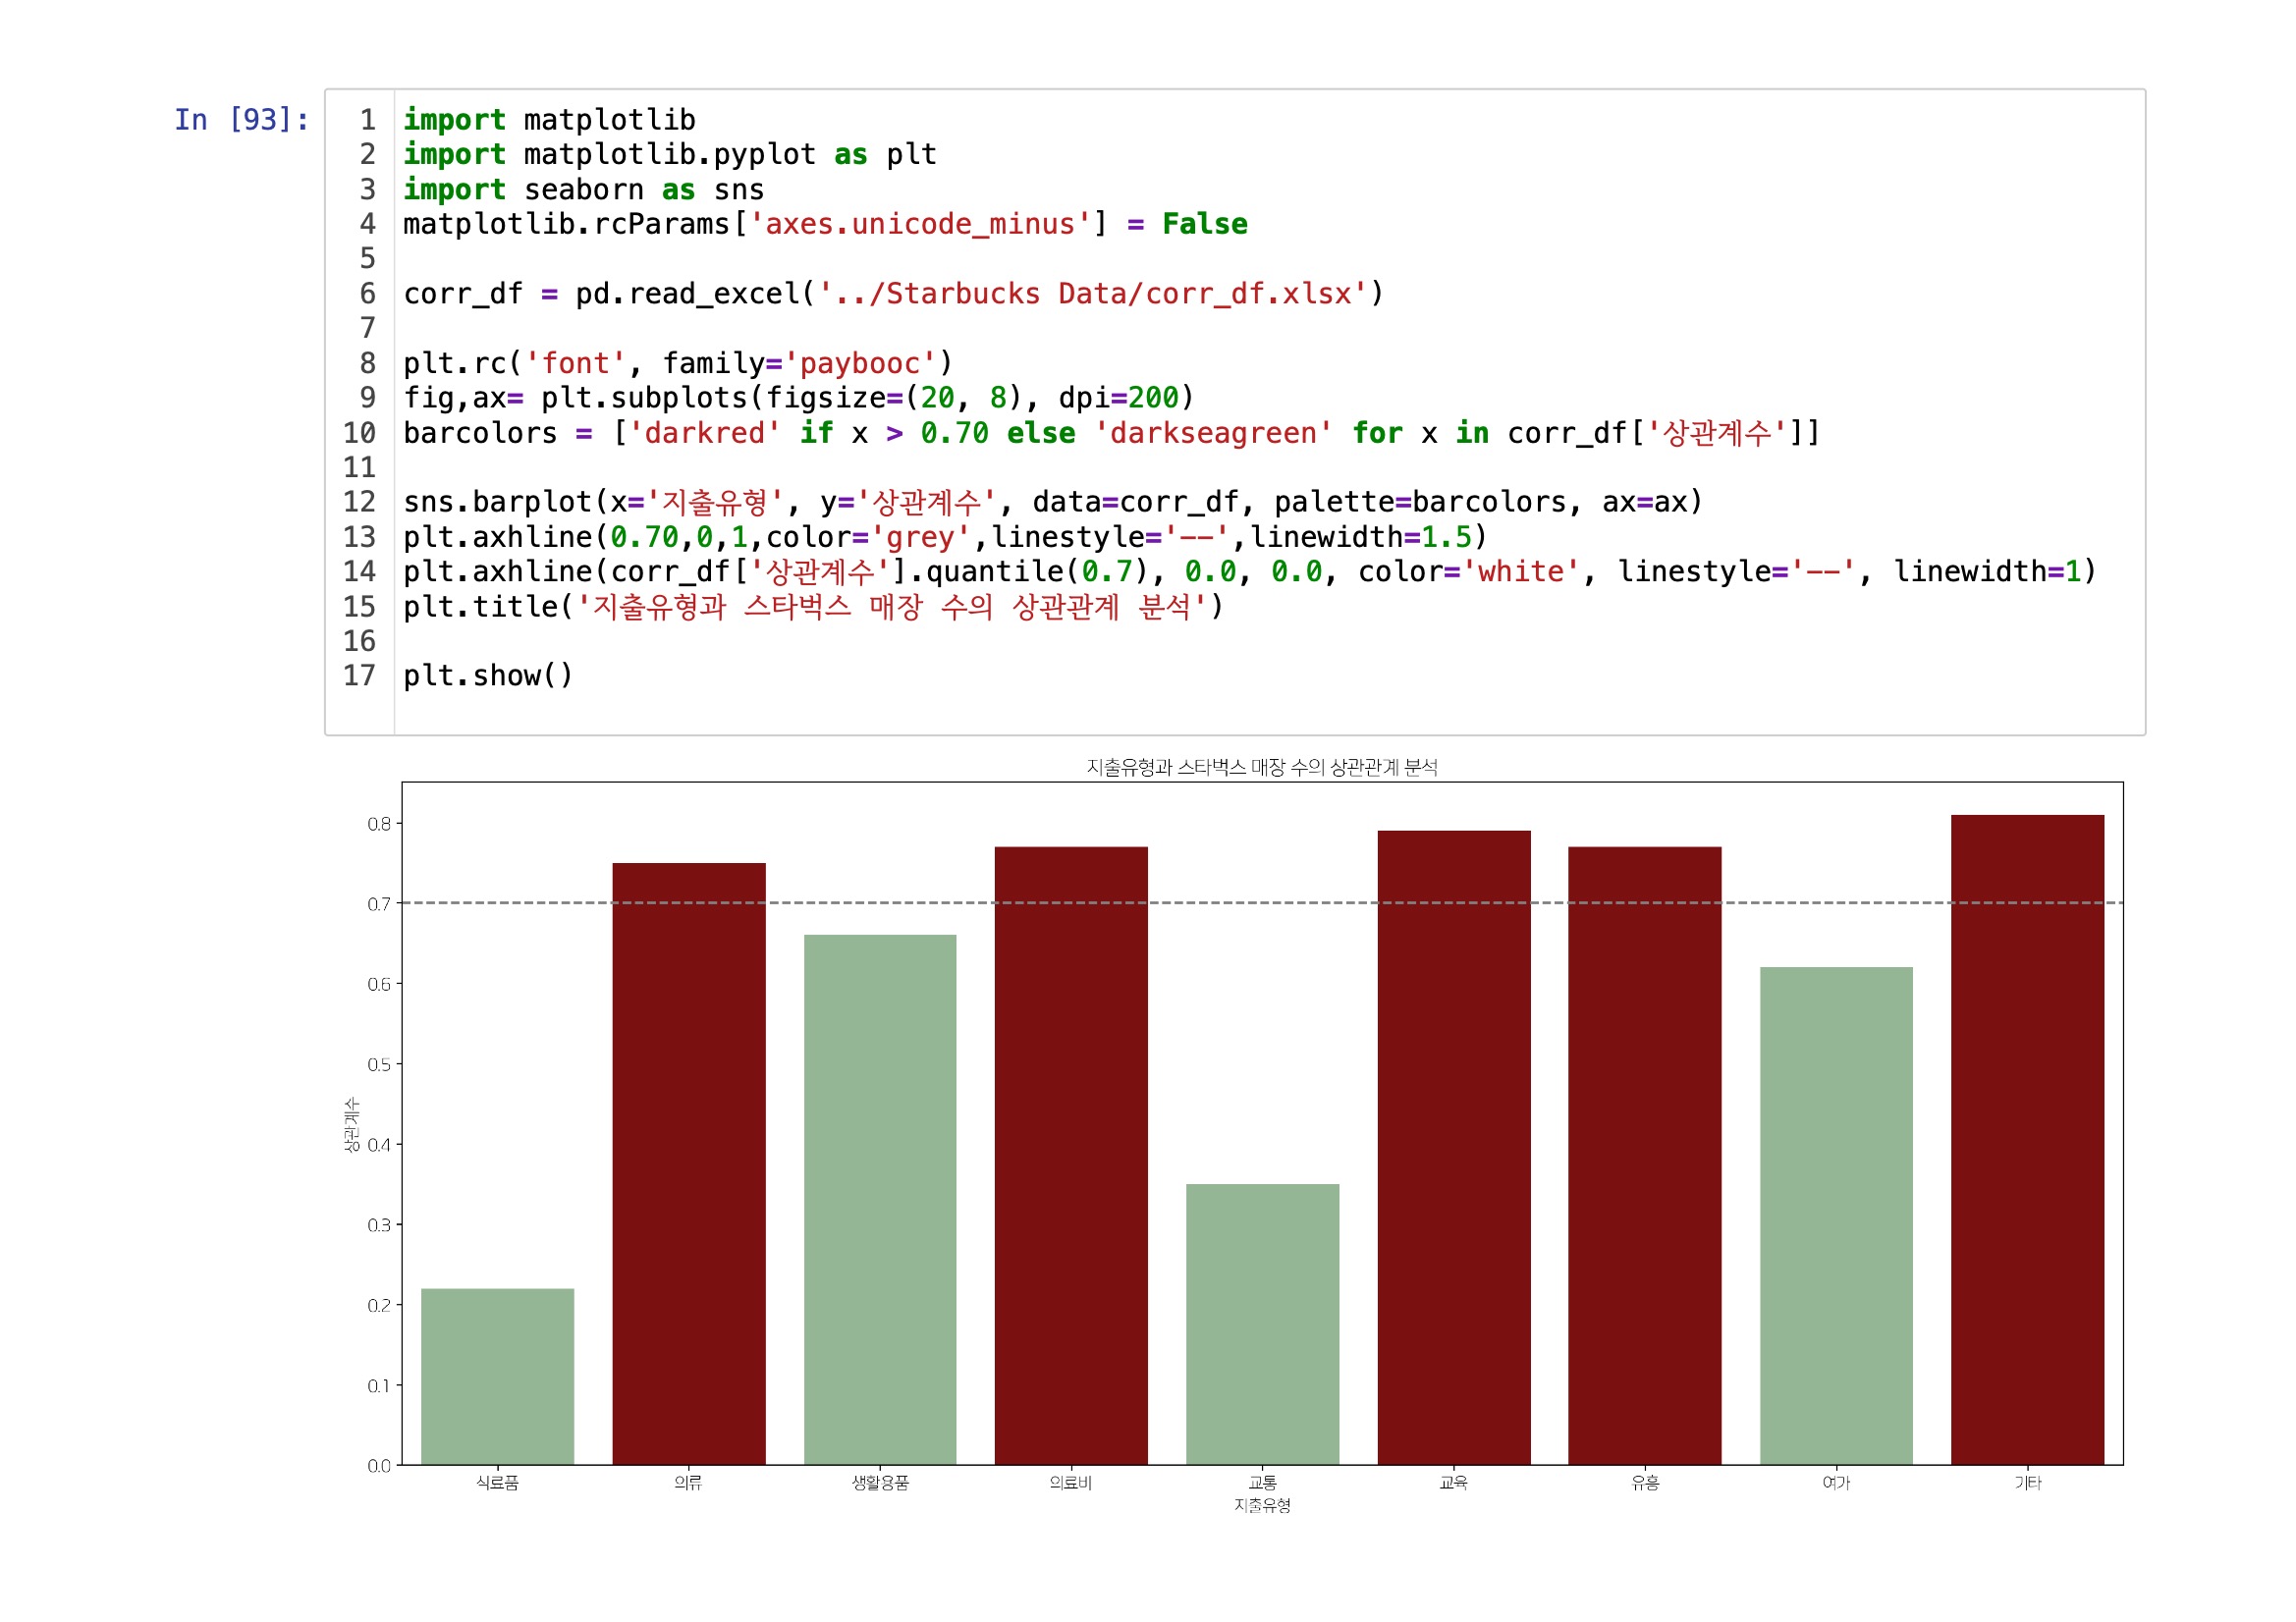 In [93]:
1 import matplotlib
2 import matplotlib.pyplot as plt
3 import seaborn as sns
4 matplotlib.rcParams['axes.unicode_minus'] = False
5
6 corr_df = pd.read_excel('../Starbucks Data/corr_df.xlsx')
7
8 plt.rc('font', family='paybooc')
9 fig,ax= plt.subplots(figsize=(20, 8), dpi=200)
10 barcolors = ['darkred' if x > 0.70 else 'darkseagreen' for x in corr_df['상관계수']]
11
12 sns.barplot(x='지출유형', y='상관계수', data=corr_df, palette=barcolors, ax=ax)
13 plt.axhline(0.70,0,1,color='grey',linestyle='--',linewidth=1.5)
14 plt.axhline(corr_df['상관계수'].quantile(0.7), 0.0, 0.0, color='white', linestyle='--', linewidth=1)
15 plt.title('지출유형과 스타벅스 매장 수의 상관관계 분석')
16
17 plt.show()
지출유형과 스타벅스 매장 수의 상관관계 분석
0.8
0.7
0.6
0.5
0.4
0.3
0.2
0.1
0.0
상관계수
식료품 의류 생활용품 의료비 교통 교육 유흥 여가 기타
지출유형